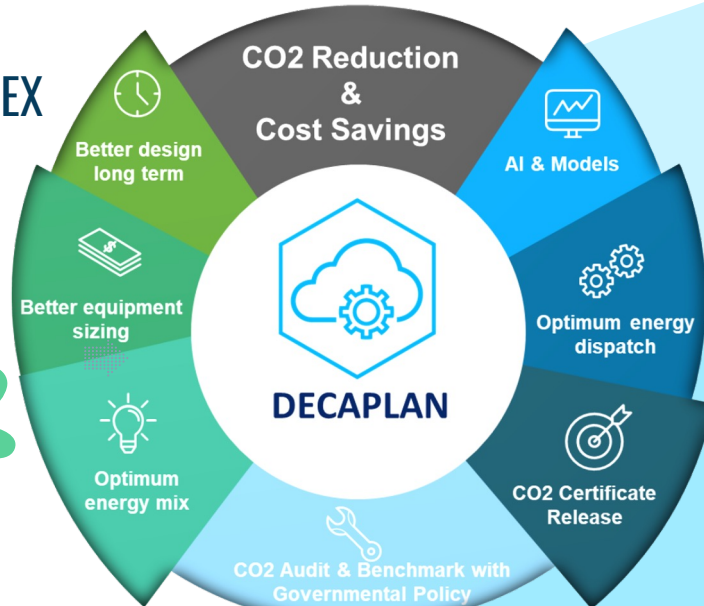 EX
CO2 Reduction
&
Cost Savings
Better design
long term
AI & Models
$
Better equipment
sizing
Optimum energy
dispatch
DECAPLAN
Optimum
energy mix
CO2 Certificate
Release
CO2 Audit & Benchmark with
Governmental Policy